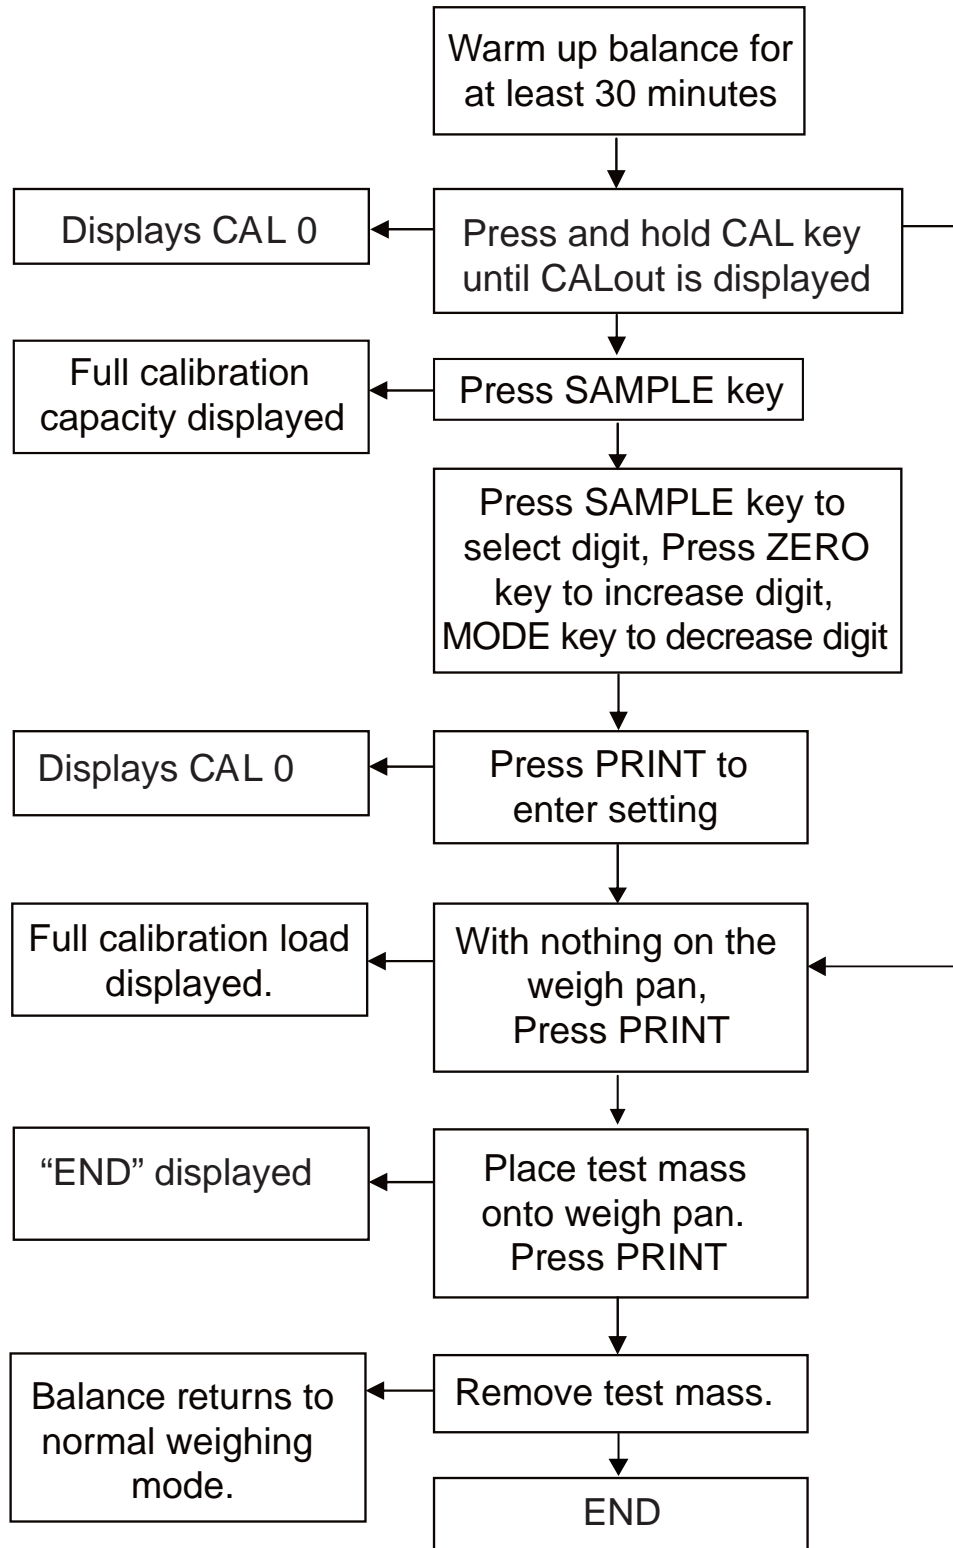 Warm up balance for
at least 30 minutes
Displays CAL 0
Press and hold CAL key
until CALout is displayed
Full calibration
capacity displayed
Press SAMPLE key
Press SAMPLE key to
select digit, Press ZERO
key to increase digit,
MODE key to decrease digit
Displays CAL 0
Press PRINT to
enter setting
Full calibration load
displayed.
With nothing on the
weigh pan,
Press PRINT
“END” displayed
Place test mass
onto weigh pan.
Press PRINT
Balance returns to
normal weighing
mode.
Remove test mass.
END